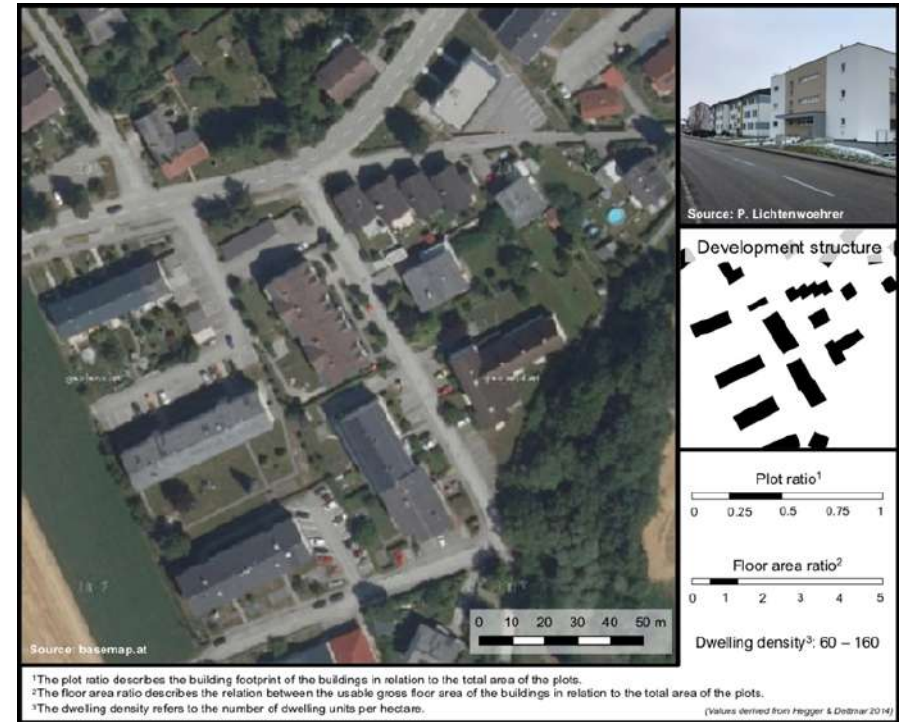 Source: P. Lichtenwoehrer
Development structure
Plot ratio¹
0 0.25 0.5 0.75 1
Floor area ratio²
0 1 2 3 4 5
Dwelling density³: 60 – 160
0 10 20 30 40 50 m
Source: basemap.at
¹The plot ratio describes the building footprint of the buildings in relation to the total area of the plots.
²The floor area ratio describes the relation between the usable gross floor area of the buildings in relation to the total area of the plots.
³The dwelling density refers to the number of dwelling units per hectare.
(Values derived from Hegger & Dettmar 2014)